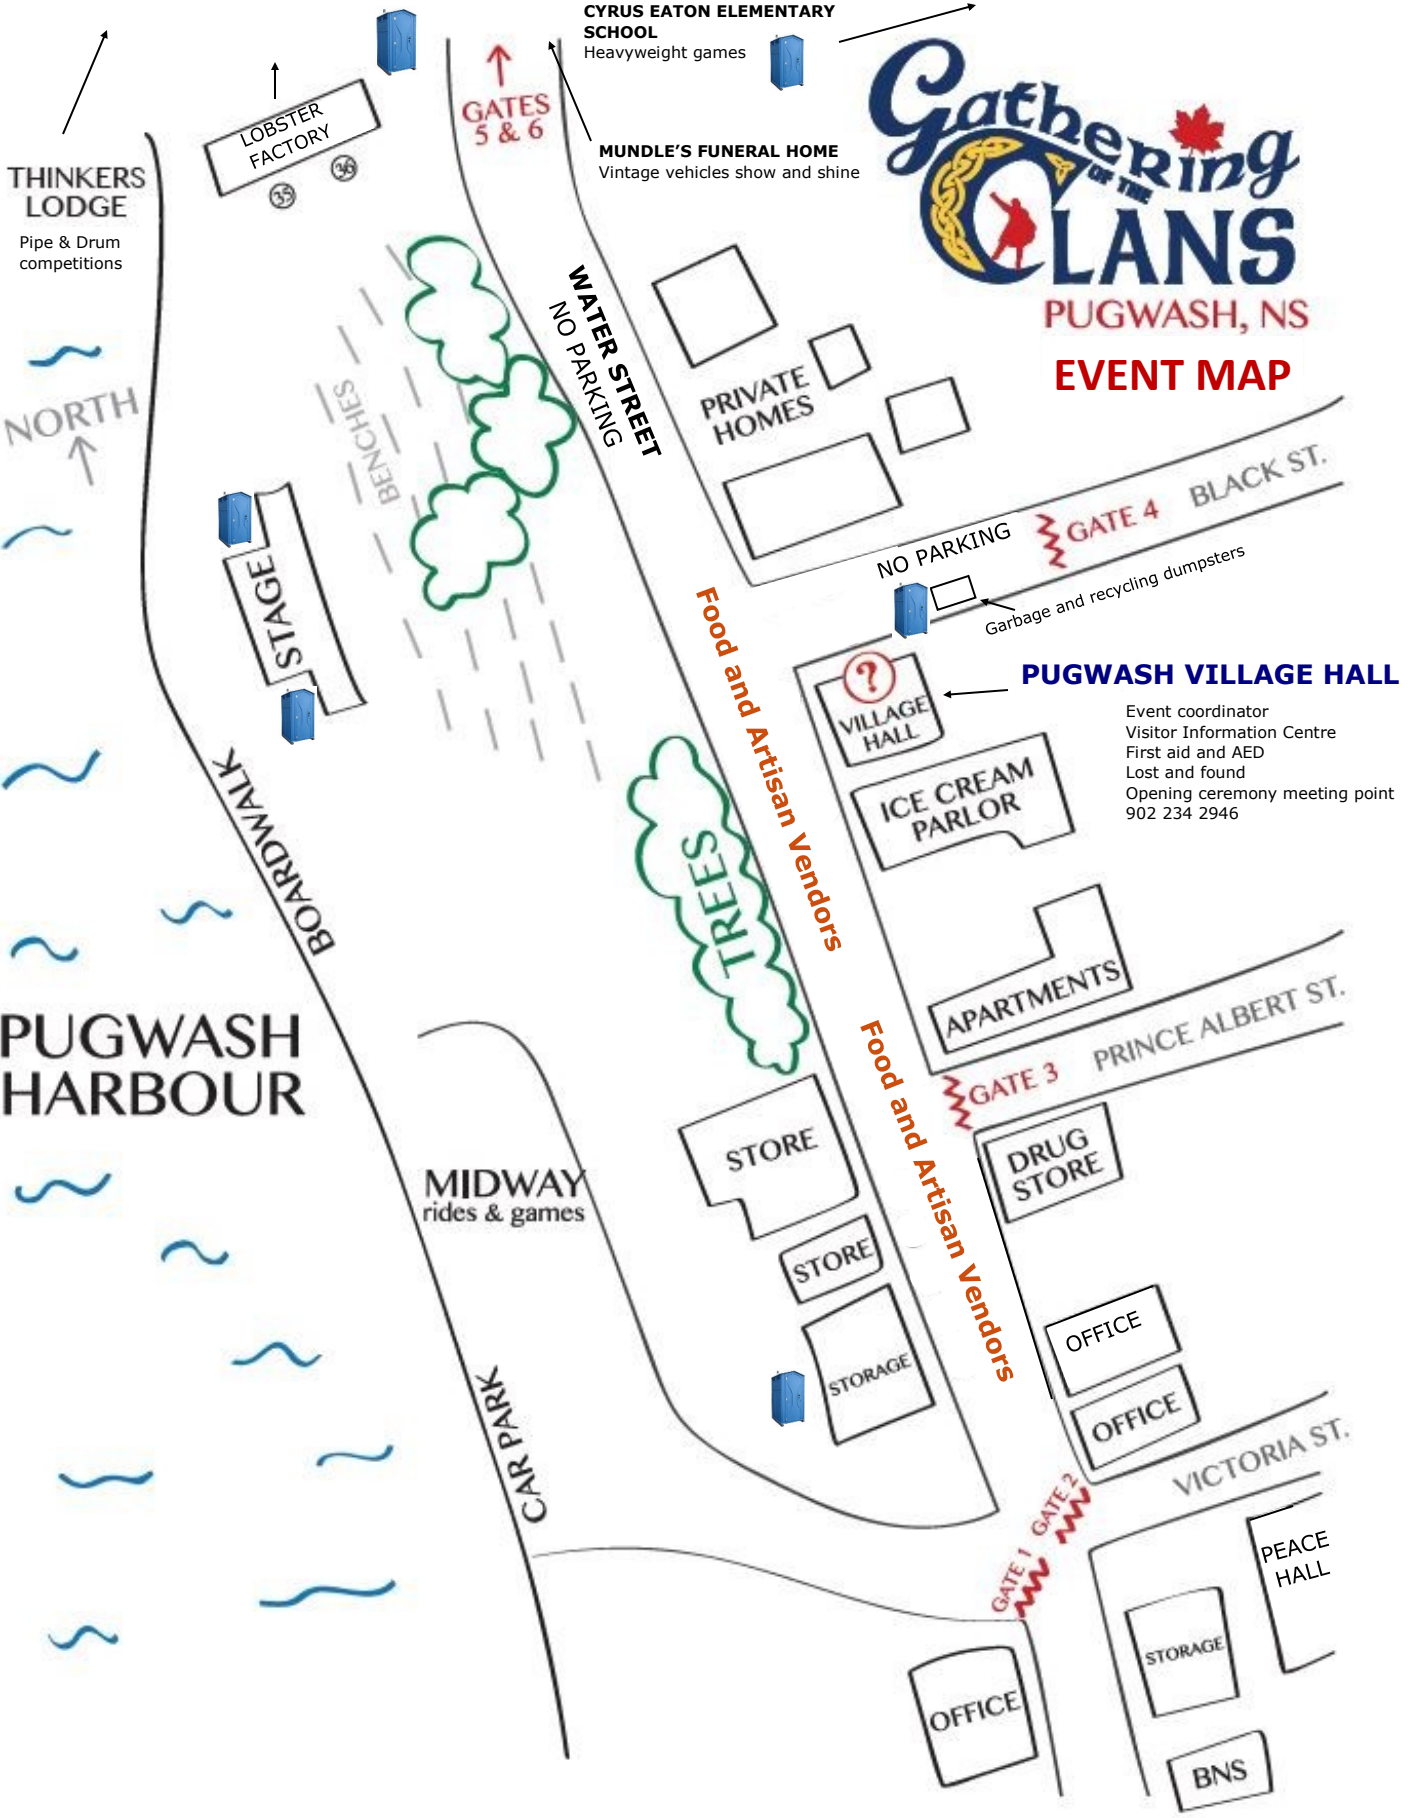 CYRUS EATON ELEMENTARY
SCHOOL
Heavyweight games
Gathering
OF THE
CLANS
PUGWASH, NS
EVENT MAP
GATES
5 & 6
LOBSTER
FACTORY
35
36
MUNDLE'S FUNERAL HOME
Vintage vehicles show and shine
THINKERS
LODGE
Pipe & Drum
competitions
WATER STREET
NO PARKING
NORTH
BENCHES
PRIVATE
HOMES
BLACK ST.
GATE 4
NO PARKING
Garbage and recycling dumpsters
STAGE
Food and Artisan Vendors
?
VILLAGE
HALL
PUGWASH VILLAGE HALL
Event coordinator
Visitor Information Centre
First aid and AED
Lost and found
Opening ceremony meeting point
902 234 2946
ICE CREAM
PARLOR
BOARDWALK
TREES
APARTMENTS
PUGWASH
HARBOUR
PRINCE ALBERT ST.
GATE 3
Food and Artisan Vendors
STORE
DRUG
STORE
MIDWAY
rides & games
STORE
OFFICE
STORAGE
OFFICE
CAR PARK
VICTORIA ST.
GATE 2
GATE 1
PEACE
HALL
STORAGE
OFFICE
BNS